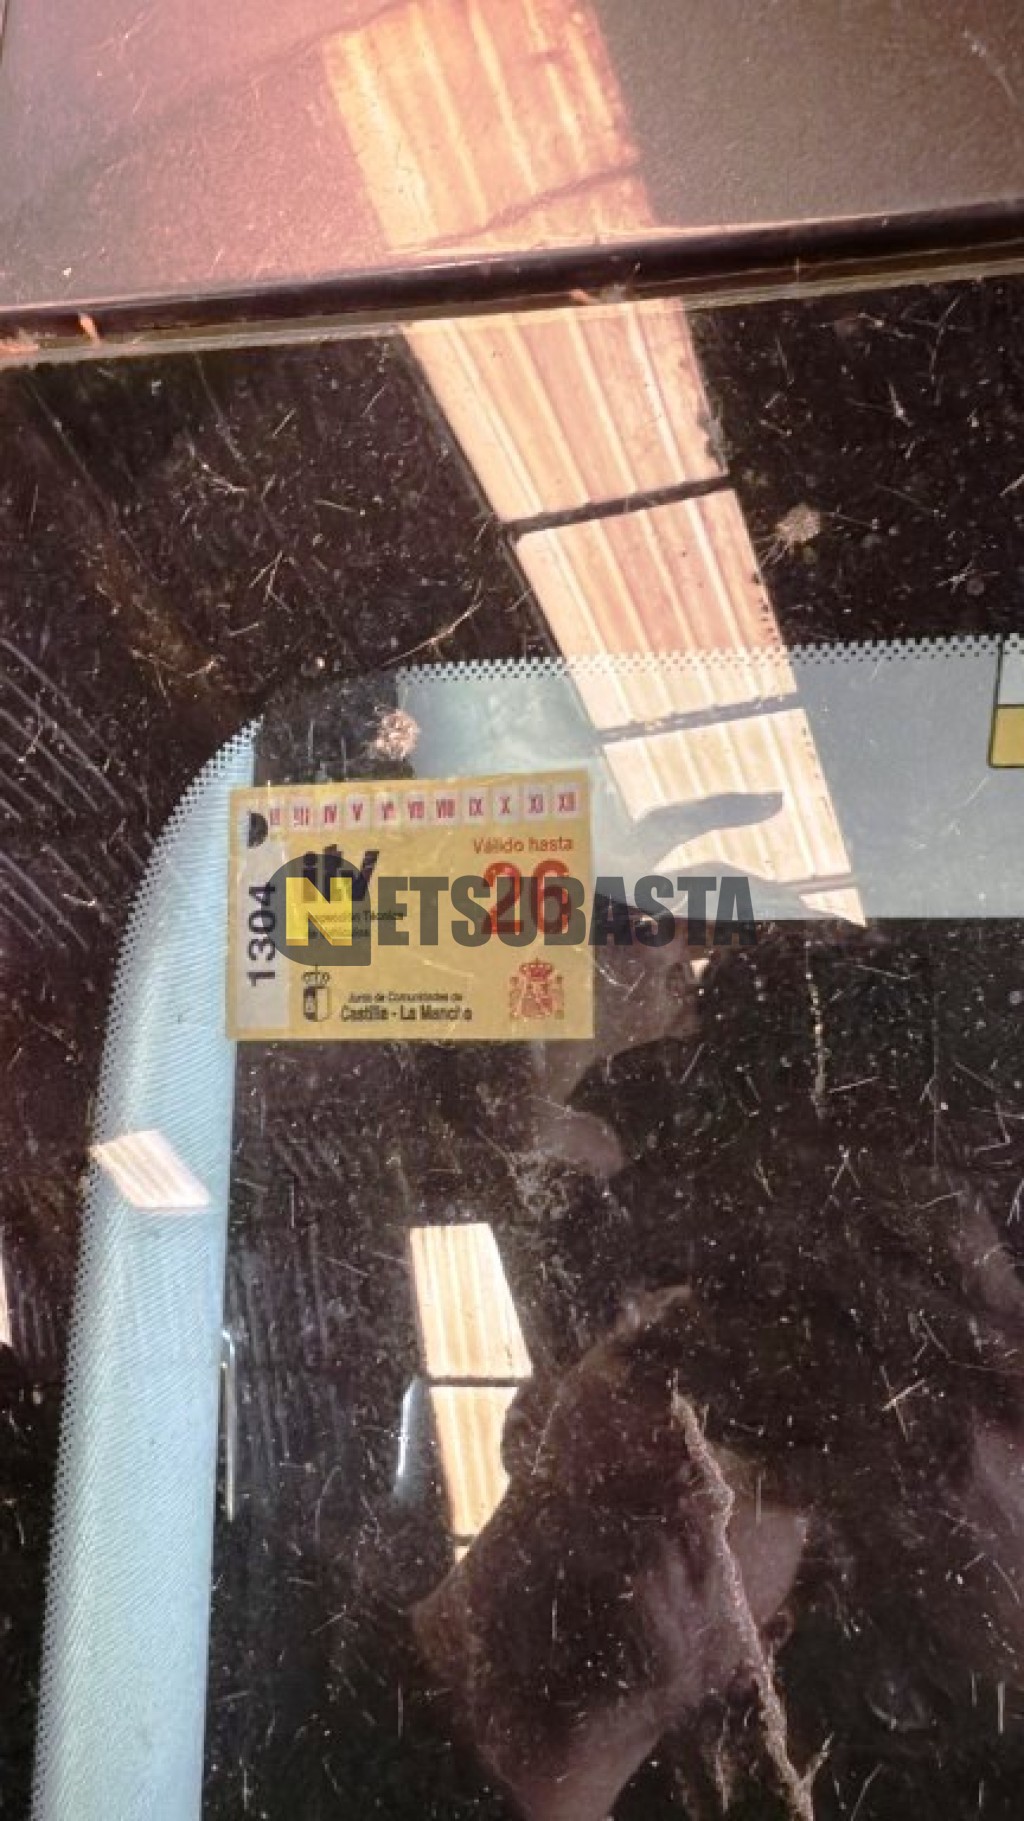 II III IV V VI VII VIII IX X XI XII
Válido hasta
itv
26
1304
NETSUBASTA
Inspección Técnica
Junta de Comunidades de
Castilla - La Mancha